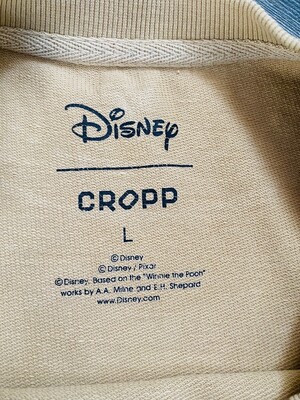 Disney
CROPP
L
© Disney
© Disney / Pixar
© Disney. Based on the "Winnie the Pooh"
works by A.A. Milne and E.H. Shepard
www.Disney.com